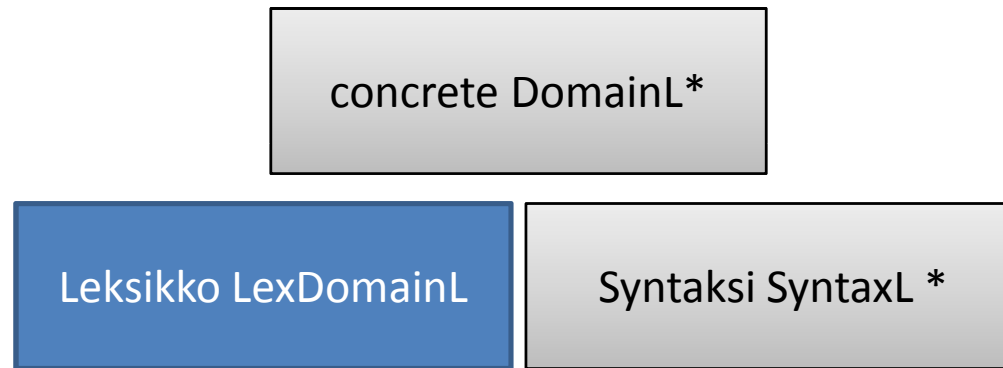 concrete DomainL*
Leksikko LexDomainL
Syntaksi SyntaxL *